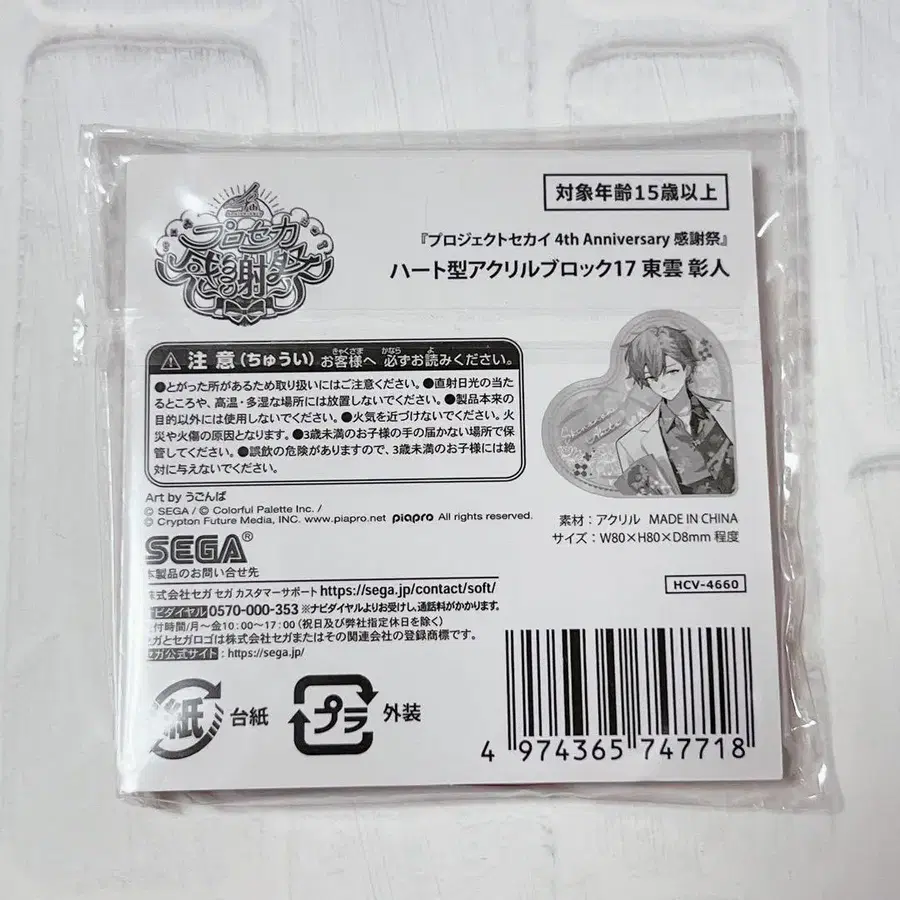 4th
プロセカ
感謝祭
対象年齢15歳以上
『プロジェクトセカイ 4th Anniversary 感謝祭』
ハート型アクリルブロック17 東雲 彰人
注 意 (ちゅうい) お客様へ 必ずお読みください。
きゃくさま かなら よ
●とがった所があるため取り扱いにはご注意ください。●直射日光の当た
るところや、高温・多湿な場所には放置しないでください。●製品本来の
目的以外には使用しないでください。●火気を近づけないでください。火
災や火傷の原因となります。●3歳未満のお子様の手の届かない場所で保
管してください。●誤飲の危険がありますので、3歳未満のお子様には絶
対に与えないでください。
Shinonome
Akito
Art by うごんば
© SEGA / © Colorful Palette Inc. /
© Crypton Future Media, INC. www.piapro.net piapro All rights reserved.
素材：アクリル MADE IN CHINA
サイズ：W80×H80×D8mm 程度
SEGA®
本製品のお問い合せ先
株式会社セガ セガ カスタマーサポート https://sega.jp/contact/soft/
ナビダイヤル 0570-000-353 ※ナビダイヤルよりお受けし、通話料がかかります。
受付時間/月～金10:00～17:00（祝日及び弊社指定休日を除く）
セガとセガロゴは株式会社セガまたはその関連会社の登録商標です。
セガ公式サイト：https://sega.jp/
HCV-4660
紙 台紙
プラ 外装
4 974365 747718